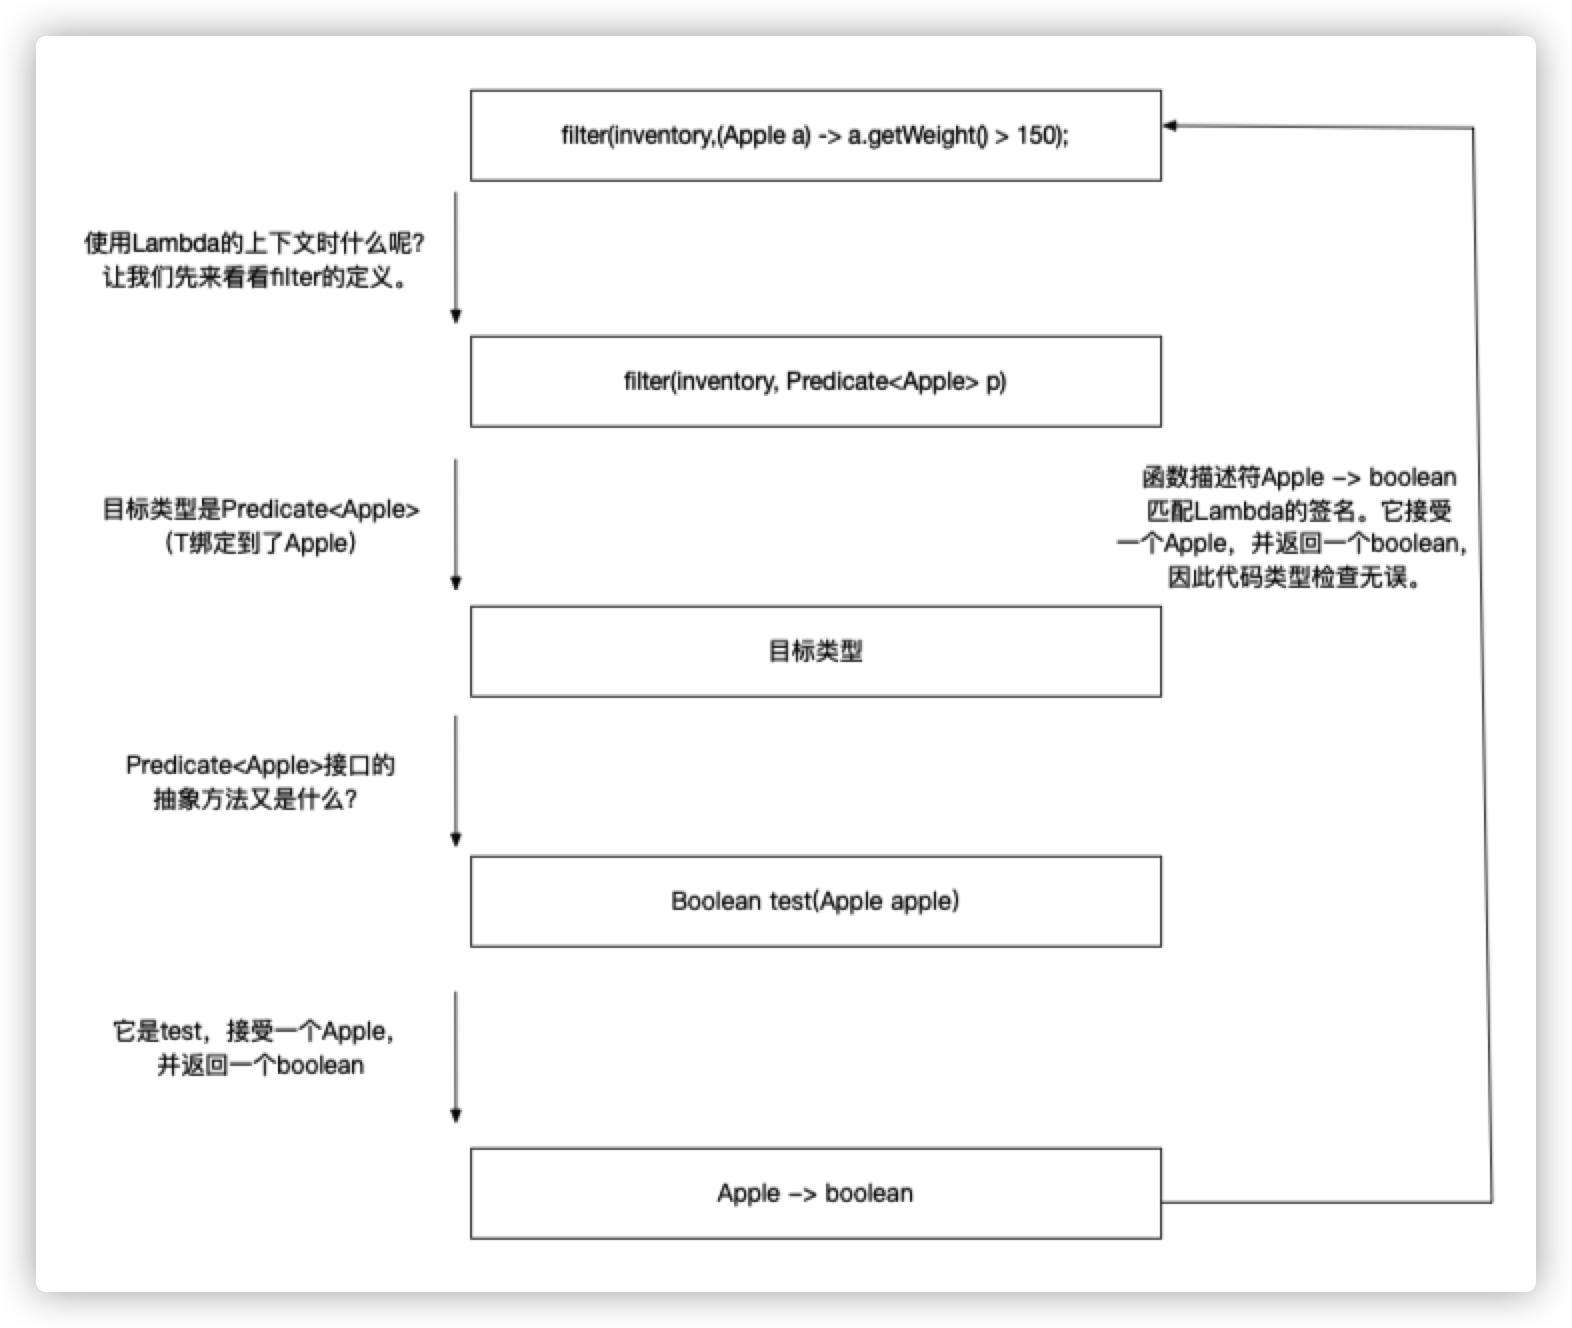 filter(inventory,(Apple a) -> a.getWeight() > 150);
使用Lambda的上下文时什么呢?
让我们先来看看filter的定义。
filter(inventory, Predicate<Apple> p)
目标类型是Predicate<Apple>
（T绑定到了Apple）
函数描述符Apple –> boolean
匹配Lambda的签名。它接受
一个Apple，并返回一个boolean，
因此代码类型检查无误。
目标类型
Predicate<Apple>接口的
抽象方法又是什么?
Boolean test(Apple apple)
它是test，接受一个Apple，
并返回一个boolean
Apple –> boolean